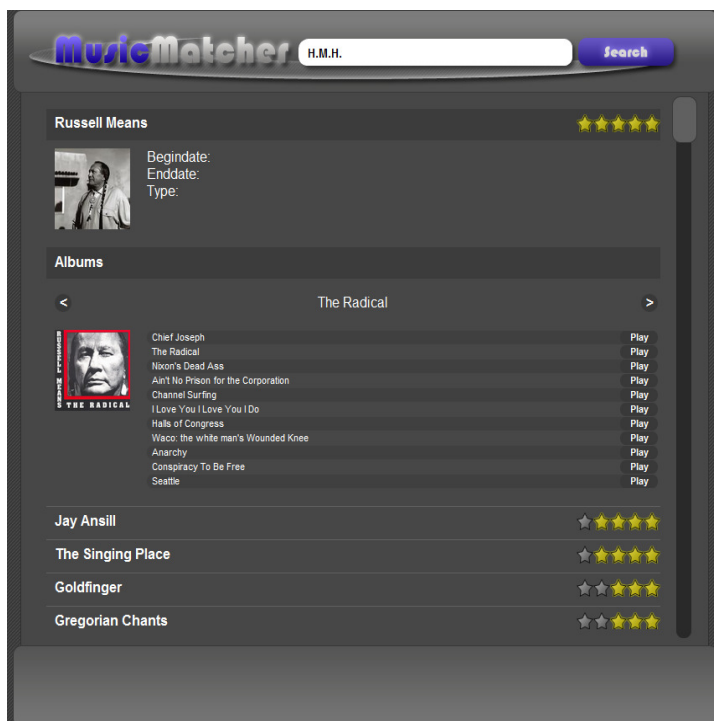 MusicMatcher H.M.H. Search
Russell Means
Begindate:
Enddate:
Type:
Albums
< The Radical >
RUSSELL MEANS
THE RADICAL
Chief Joseph Play
The Radical Play
Nixon's Dead Ass Play
Ain't No Prison for the Corporation Play
Channel Surfing Play
I Love You I Love You I Do Play
Halls of Congress Play
Waco: the white man's Wounded Knee Play
Anarchy Play
Conspiracy To Be Free Play
Seattle Play
Jay Ansill
The Singing Place
Goldfinger
Gregorian Chants